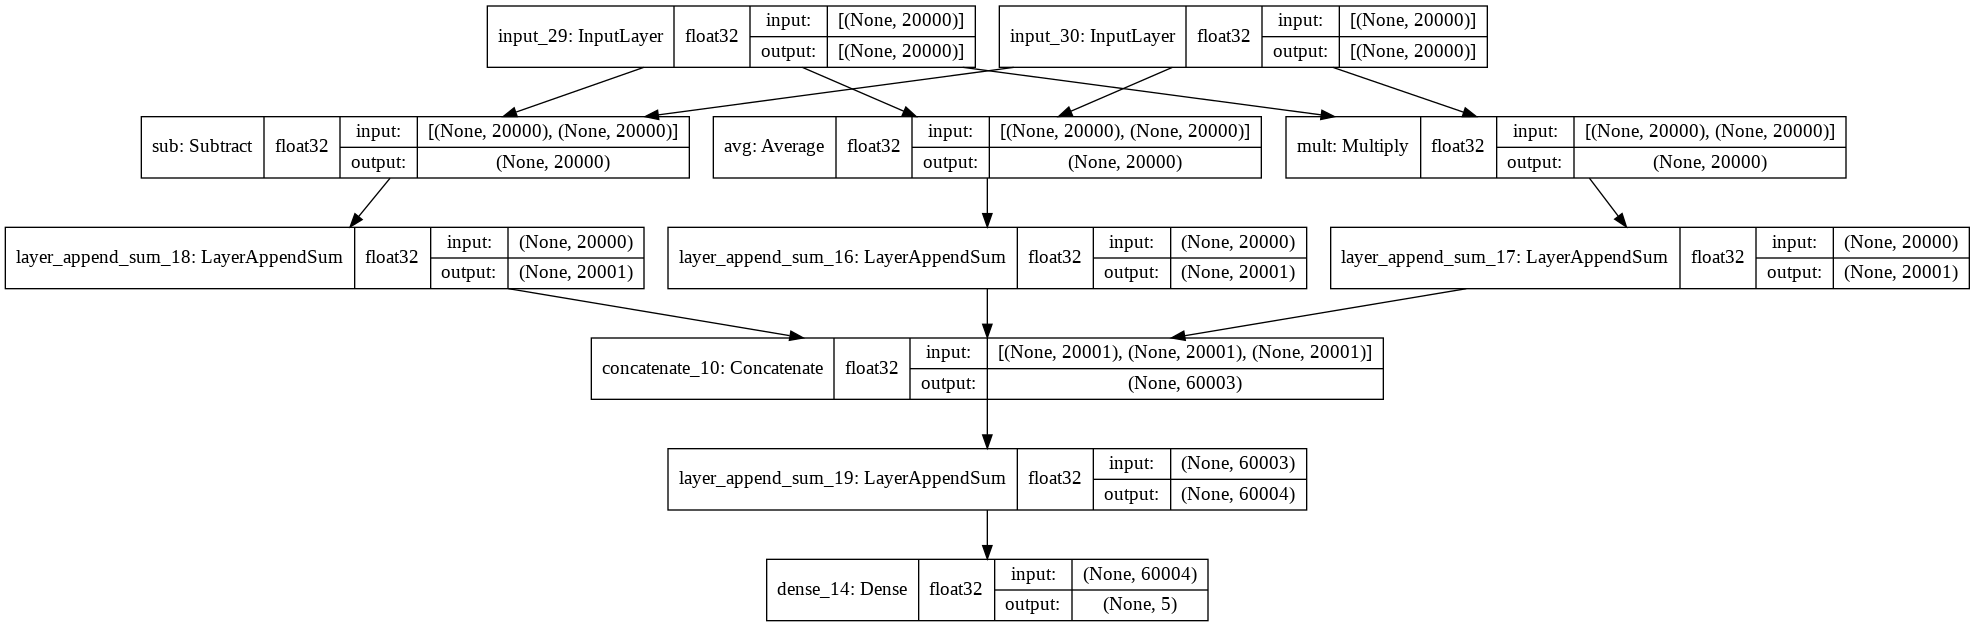 input_29: InputLayer float32 input: [(None, 20000)]
output: [(None, 20000)]
input_30: InputLayer float32 input: [(None, 20000)]
output: [(None, 20000)]
sub: Subtract float32 input: [(None, 20000), (None, 20000)]
output: (None, 20000)
avg: Average float32 input: [(None, 20000), (None, 20000)]
output: (None, 20000)
mult: Multiply float32 input: [(None, 20000), (None, 20000)]
output: (None, 20000)
layer_append_sum_18: LayerAppendSum float32 input: (None, 20000)
output: (None, 20001)
layer_append_sum_16: LayerAppendSum float32 input: (None, 20000)
output: (None, 20001)
layer_append_sum_17: LayerAppendSum float32 input: (None, 20000)
output: (None, 20001)
concatenate_10: Concatenate float32 input: [(None, 20001), (None, 20001), (None, 20001)]
output: (None, 60003)
layer_append_sum_19: LayerAppendSum float32 input: (None, 60003)
output: (None, 60004)
dense_14: Dense float32 input: (None, 60004)
output: (None, 5)